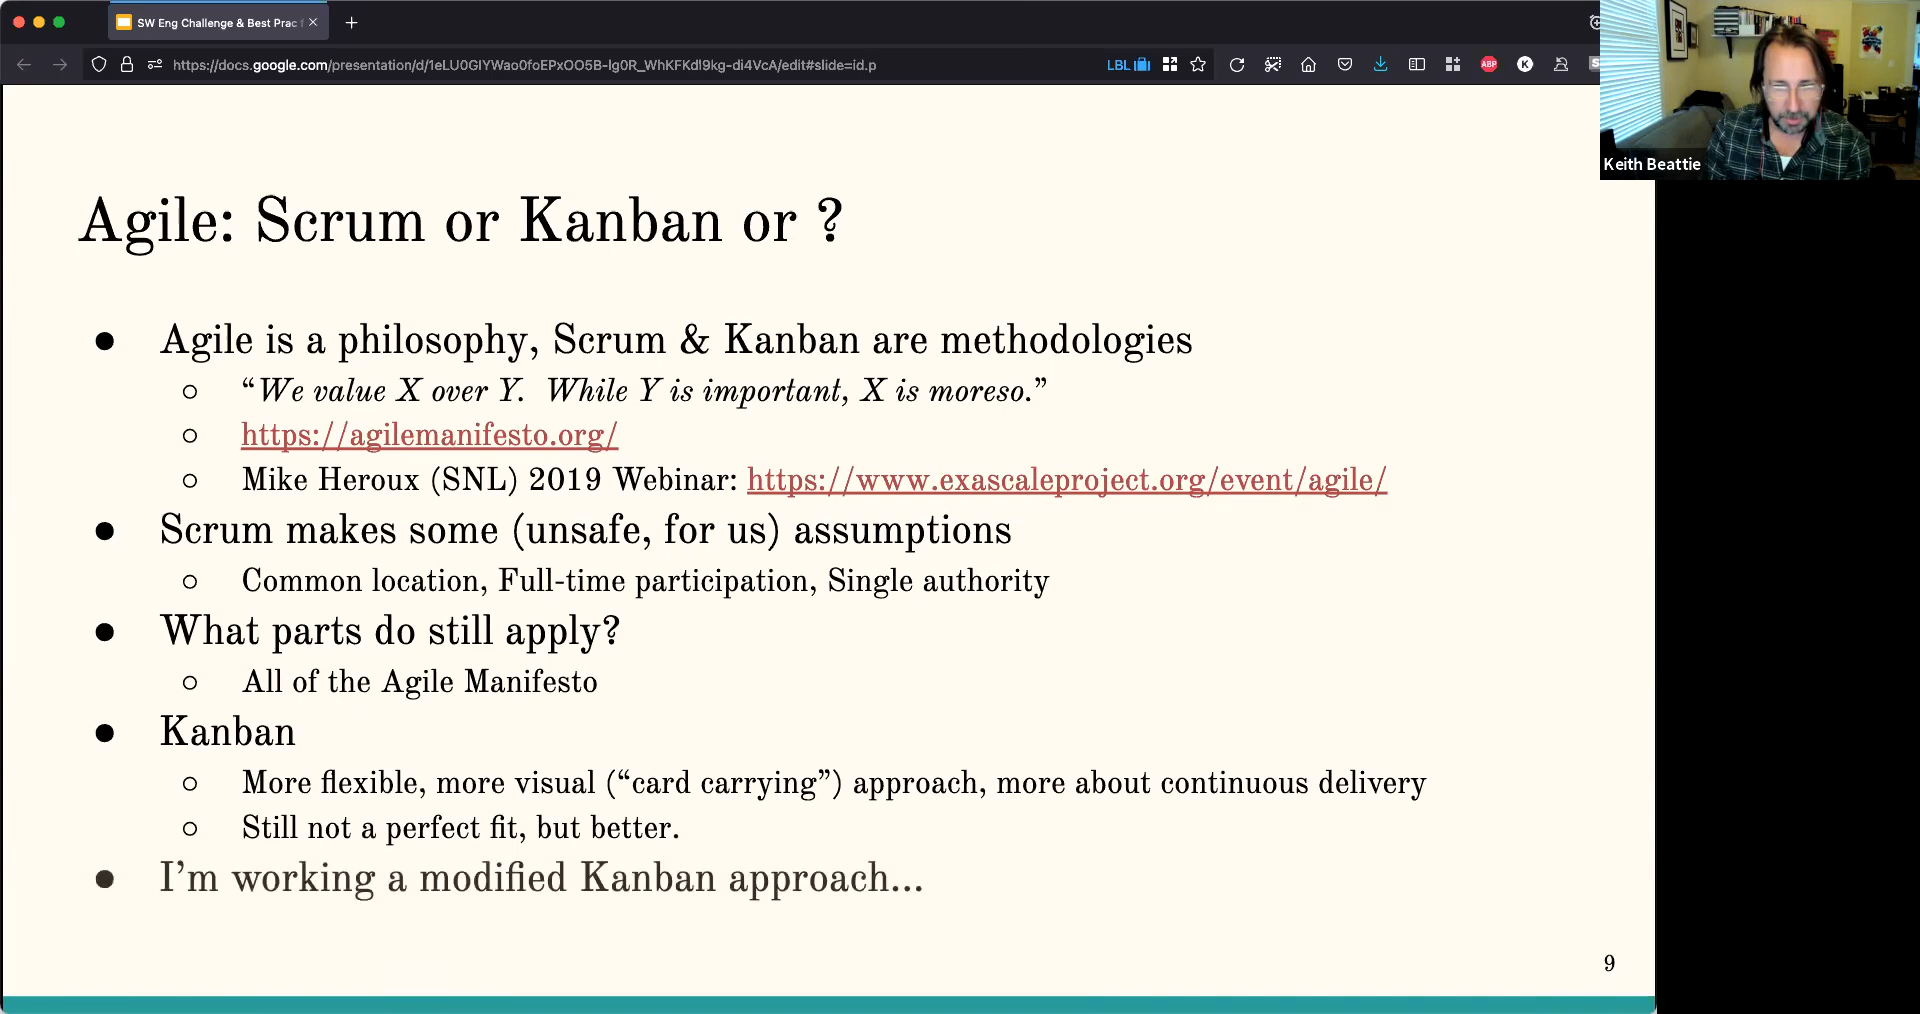 SW Eng Challenge & Best Prac f
https://docs.google.com/presentation/d/1eLU0GIYWao0foEPxOO5B-Ig0R_WhKFKdl9kg-di4VcA/edit#slide=id.p
LBL
ABP
K
S
Keith Beattie
Agile: Scrum or Kanban or ?
● Agile is a philosophy, Scrum & Kanban are methodologies
○ “We value X over Y. While Y is important, X is moreso.”
○ https://agilemanifesto.org/
○ Mike Heroux (SNL) 2019 Webinar: https://www.exascaleproject.org/event/agile/
● Scrum makes some (unsafe, for us) assumptions
○ Common location, Full-time participation, Single authority
● What parts do still apply?
○ All of the Agile Manifesto
● Kanban
○ More flexible, more visual (“card carrying”) approach, more about continuous delivery
○ Still not a perfect fit, but better.
● I’m working a modified Kanban approach...
9